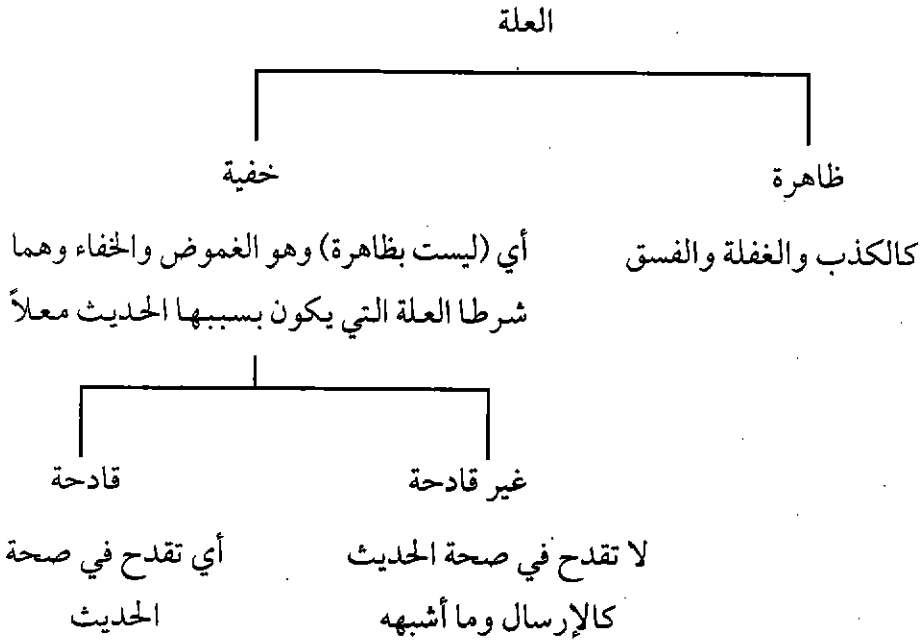 العلة
ظاهرة
كالكذب والغفلة والفسق
خفية
أي (ليست بظاهرة) وهو الغموض والخفاء وهما
شرطا العلة التي يكون بسببها الحديث معلاً
غير قادحة
لا تقدح في صحة الحديث
كالإرسال وما أشبهه
قادحة
أي تقدح في صحة
الحديث